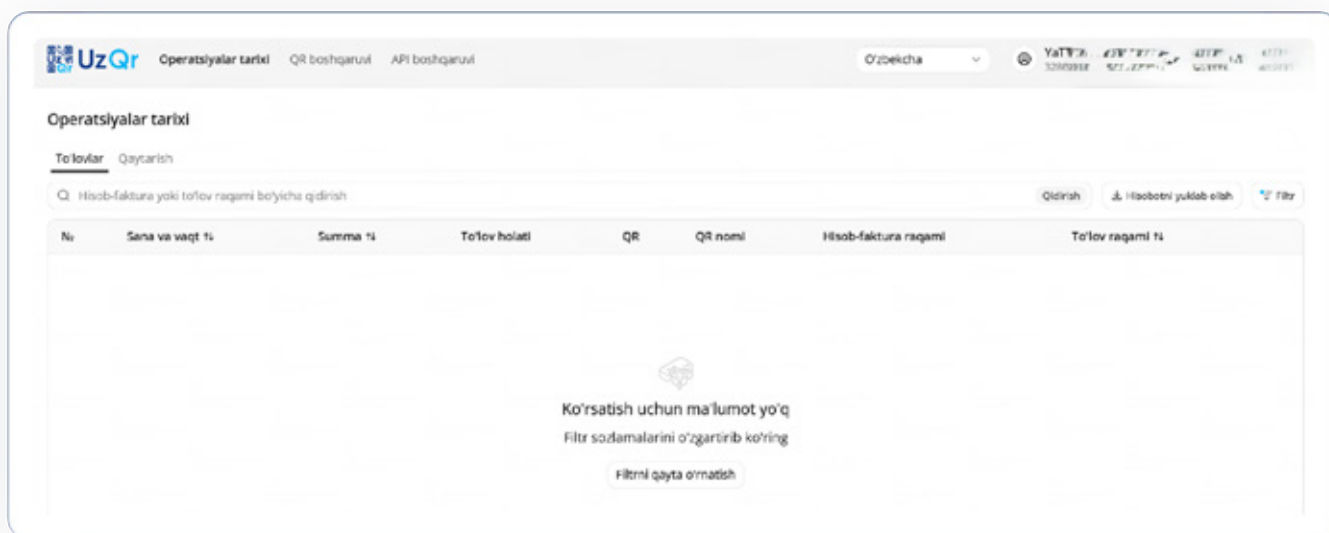 UzQr Operatsiyalar tarixi QR boshqaruvi API boshqaruvi O'zbekcha
Operatsiyalar tarixi
To'lovlar Qaytarish
Hisob-faktura yoki to'lov raqami bo'yicha qidirish Qidirish Hisobotni yuklab olish Filtr
№ Sana va vaqt Summa To'lov holati QR QR nomi Hisob-faktura raqami To'lov raqami
Ko'rsatish uchun ma'lumot yo'q
Filtr sozlamalarini o'zgartirib ko'ring
Filtrni qayta o'rnatish